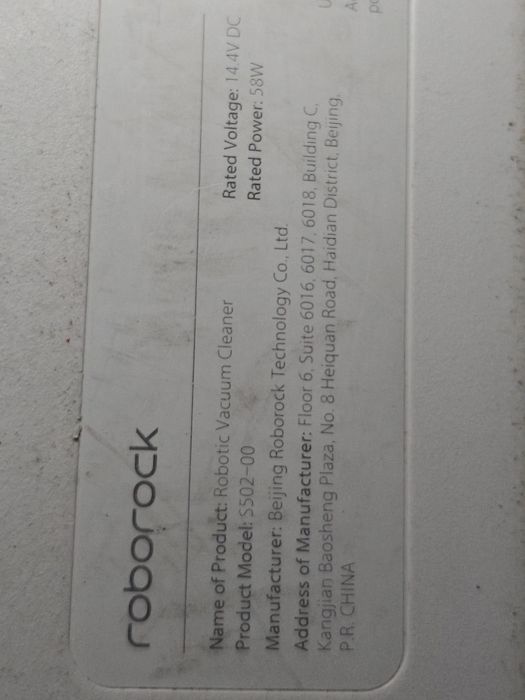 roborock
Name of Product: Robotic Vacuum Cleaner Rated Voltage: 14.4V DC
Product Model: S502-00 Rated Power: 58W
Manufacturer: Beijing Roborock Technology Co., Ltd.
Address of Manufacturer: Floor 6, Suite 6016, 6017, 6018, Building C,
Kangjian Baosheng Plaza, No. 8 Heiquan Road, Haidian District, Beijing,
P.R. CHINA